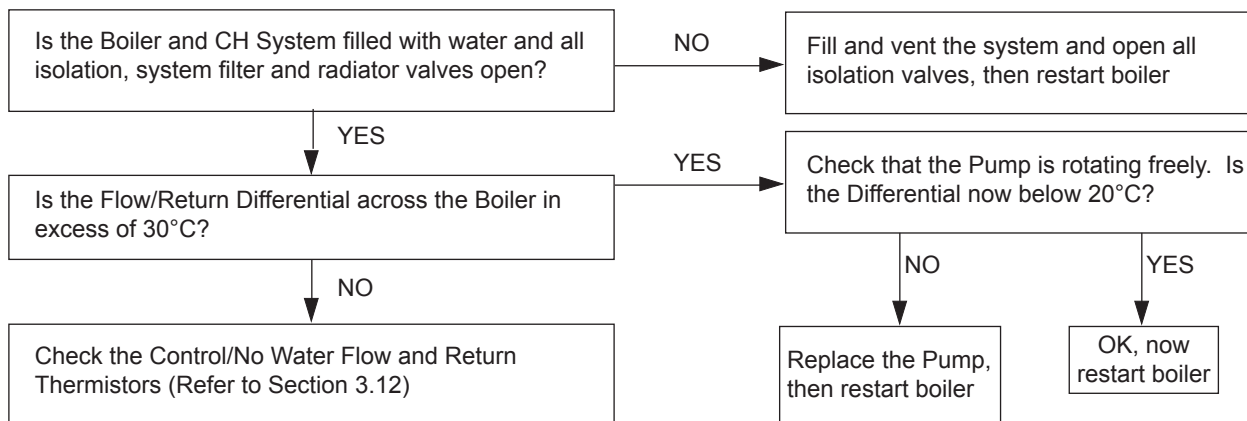 Is the Boiler and CH System filled with water and all
isolation, system filter and radiator valves open?
NO
Fill and vent the system and open all
isolation valves, then restart boiler
YES
Is the Flow/Return Differential across the Boiler in
excess of 30°C?
YES
Check that the Pump is rotating freely.  Is
the Differential now below 20°C?
NO
Check the Control/No Water Flow and Return
Thermistors (Refer to Section 3.12)
NO
Replace the Pump,
then restart boiler
YES
OK, now
restart boiler